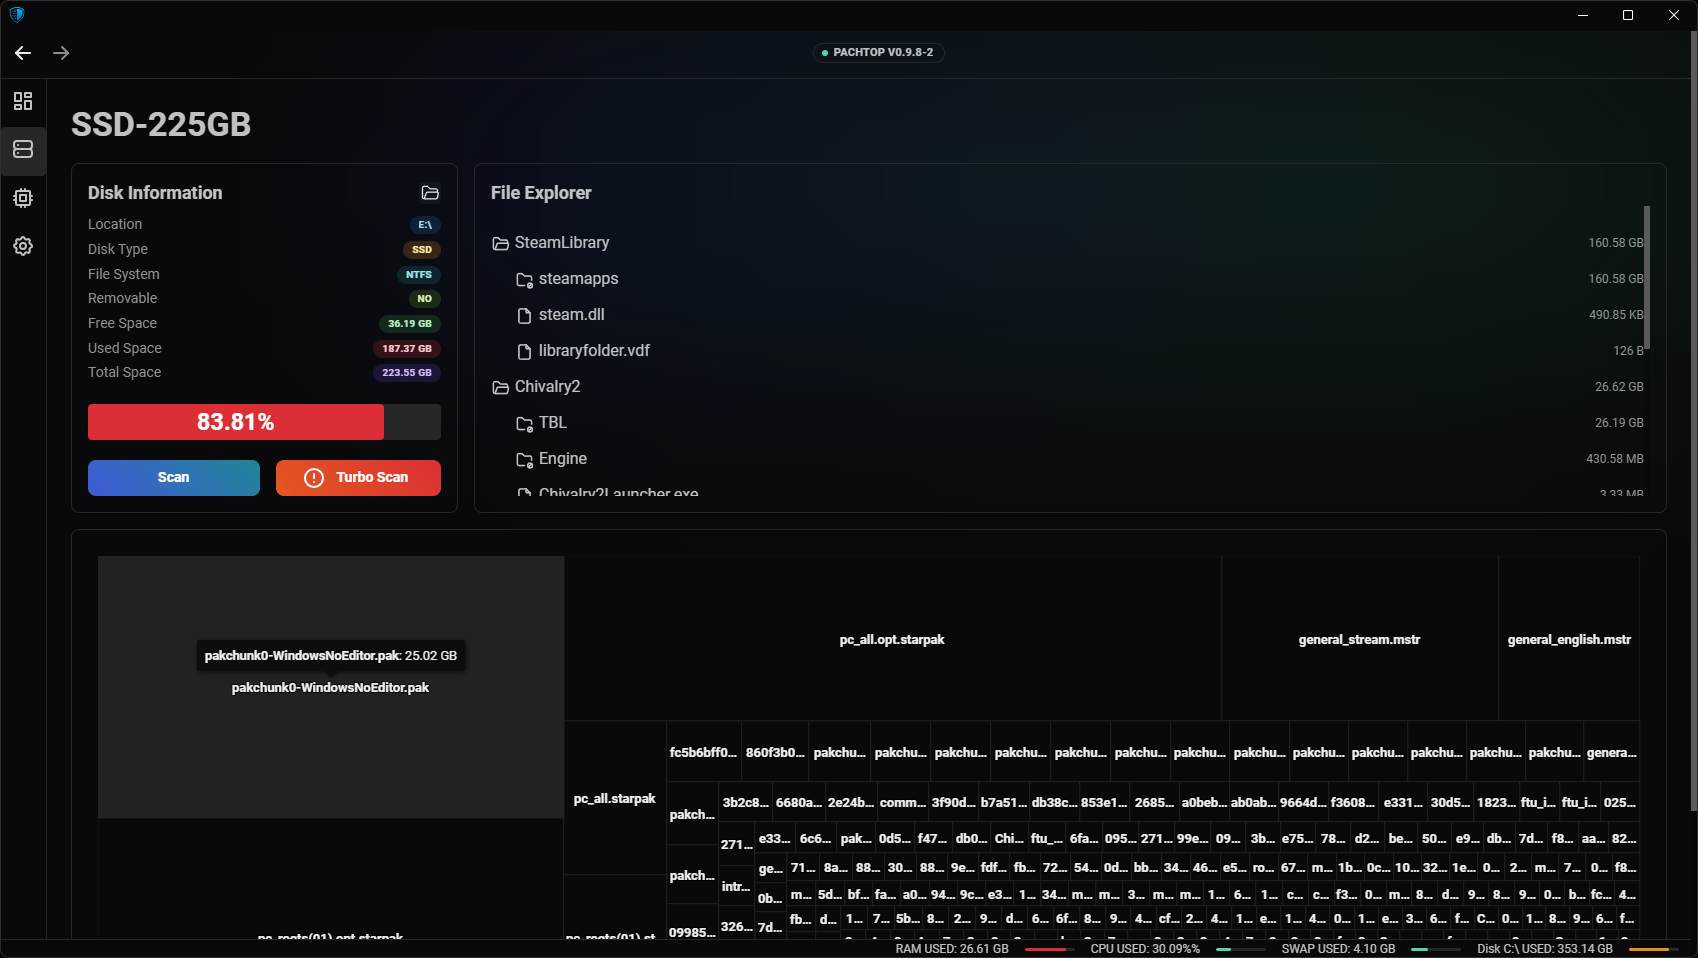 PACHTOP V0.9.8-2
SSD-225GB
Disk Information
Location E:\
Disk Type SSD
File System NTFS
Removable NO
Free Space 36.19 GB
Used Space 187.37 GB
Total Space 223.55 GB
83.81%
Scan
Turbo Scan
File Explorer
SteamLibrary 160.58 GB
steamapps 160.58 GB
steam.dll 490.85 KB
libraryfolder.vdf 126 B
Chivalry2 26.62 GB
TBL 26.19 GB
Engine 430.58 MB
Chivalry2Launcher.exe 3.33 MB
pakchunk0-WindowsNoEditor.pak: 25.02 GB
pakchunk0-WindowsNoEditor.pak
pc_all.opt.starpak
general_stream.mstr
general_english.mstr
pc_all.starpak
fc5b6bff0... 860f3b0... pakchu... pakchu... pakchu... pakchu... pakchu... pakchu... pakchu... pakchu... pakchu... pakchu... pakchu... pakchu... pakchu... genera...
pakch... 3b2c8... 6680a... 2e24b... comm... 3f90d... b7a51... db38c... 853e1... 2685... a0beb... ab0ab... 9664d... f3608... e331... 30d5... 1823... ftu_i... ftu_i... 025...
271... e33... 6c6... pak... 0d5... f47... db0... Chi... ftu_... 6fa... 095... 271... 99e... 09... 3b... e75... 78... d2... be... 50... e9... db... 7d... f8... aa... 82...
pakch... ge... 71... 8a... 88... 30... 88... 9e... fdf... fb... 72... 54... 0d... bb... 34... 46... e5... ro... 67... m... 1b... 0c... 10... 32... 1e... 0... 2... m... 7... 0... f8...
intr... 0b... m... 5d... bf... fa... a0... 94... 9c... e3... 1... 34... m... m... 3... m... m... 1... 6... 1... c... c... f3... 0... m... 8... d... 9... 8... 9... 0... b... fc... 4...
09985... 326... 7d... fb... d... 1... 7... 5b... 8... 2... 9... d... 6... 6f... 8... 9... 4... cf... 2... 4... 1... e... 1... 4... 0... 1... e... 3... 6... f... C... 0... 1... 8... 9... 6... f...
pc_roots(01).opt.starpak
pc_roots(01).st
RAM USED: 26.61 GB
CPU USED: 30.09%%
SWAP USED: 4.10 GB
Disk C:\ USED: 353.14 GB